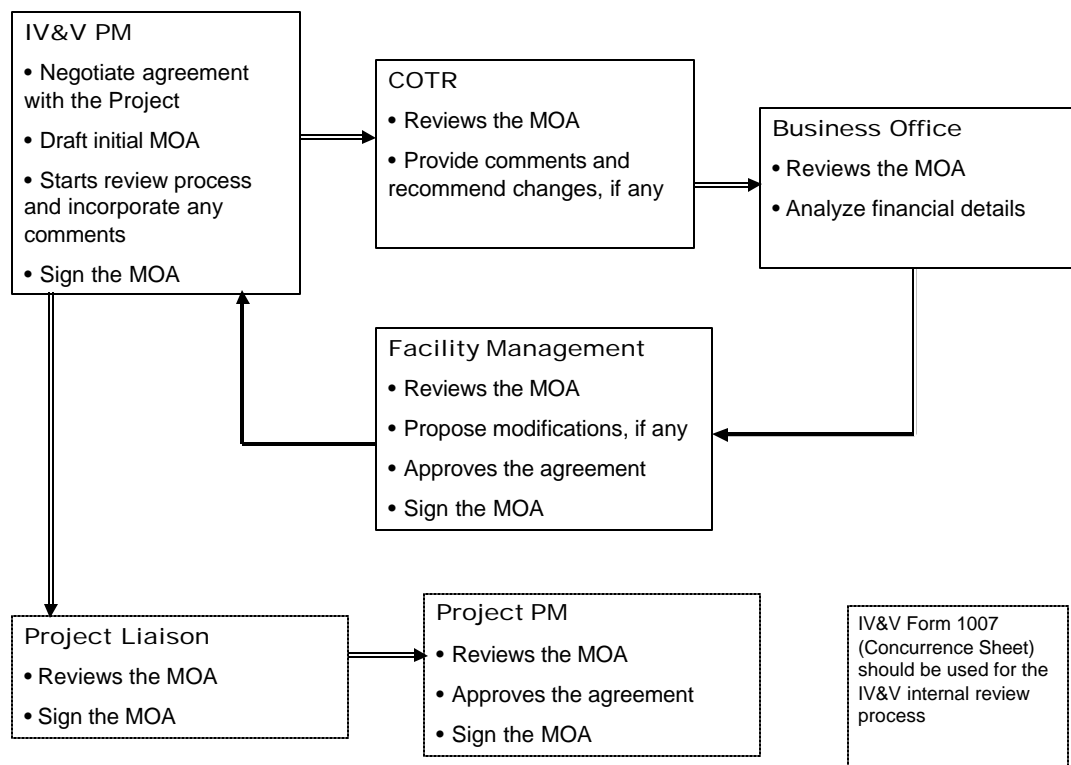 IV&V PM
• Negotiate agreement
with the Project
• Draft initial MOA
• Starts review process
and incorporate any
comments
• Sign the MOA
COTR
• Reviews the MOA
• Provide comments and
recommend changes, if any
Business Office
• Reviews the MOA
• Analyze financial details
Facility Management
• Reviews the MOA
• Propose modifications, if any
• Approves the agreement
• Sign the MOA
Project Liaison
• Reviews the MOA
• Sign the MOA
Project PM
• Reviews the MOA
• Approves the agreement
• Sign the MOA
IV&V Form 1007
(Concurrence Sheet)
should be used for the
IV&V internal review
process